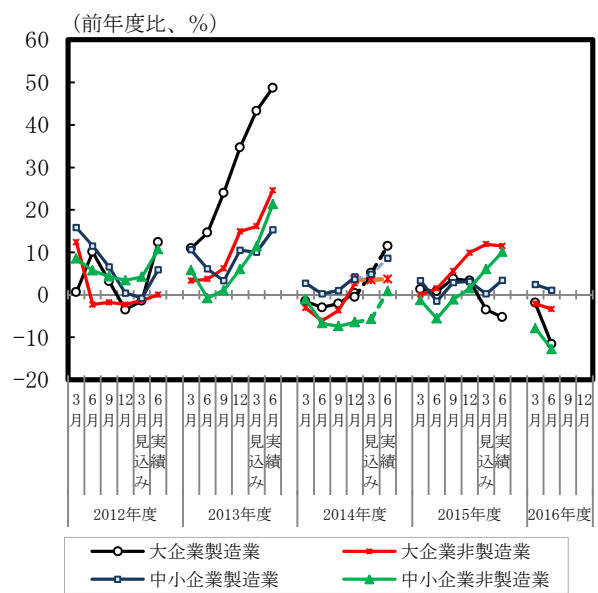 (前年度比、%)
60
50
40
30
20
10
0
-10
-20
3月 6月 9月 12月 3月見込み 6月実績 3月 6月 9月 12月 3月見込み 6月実績 3月 6月 9月 12月 3月見込み 6月実績 3月 6月 9月 12月 3月見込み 6月実績 3月 6月 9月 12月
2012年度 2013年度 2014年度 2015年度 2016年度
大企業製造業 大企業非製造業
中小企業製造業 中小企業非製造業